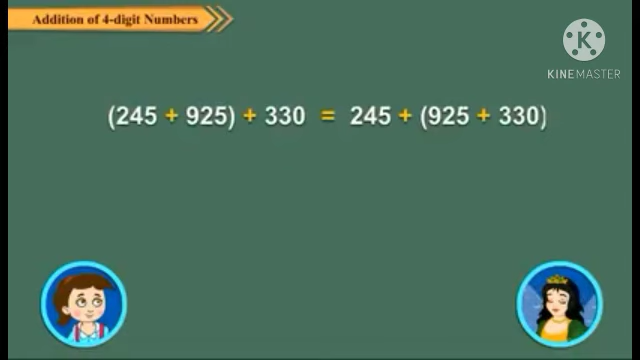 Addition of 4-digit Numbers
K
KINEMASTER
(245 + 925) + 330 = 245 + (925 + 330)